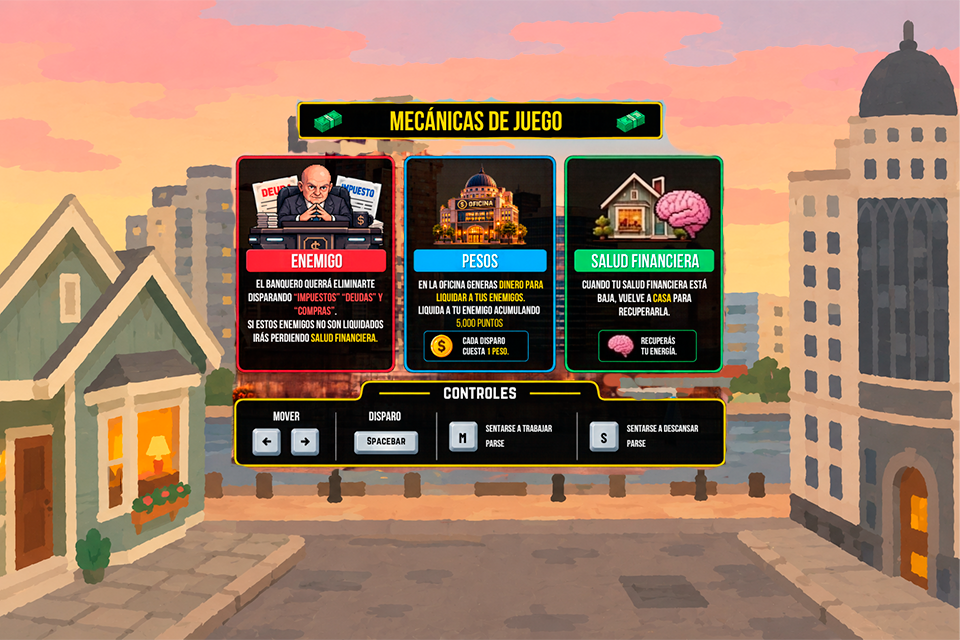 MECÁNICAS DE JUEGO
DEUD
IMPUESTO
ENEMIGO
EL BANQUERO QUERRÁ ELIMINARTE
DISPARANDO "IMPUESTOS" "DEUDAS" Y
"COMPRAS".
SI ESTOS ENEMIGOS NO SON LIQUIDADOS
IRÁS PERDIENDO SALUD FINANCIERA.
$ OFICINA
PESOS
EN LA OFICINA GENERAS DINERO PARA
LIQUIDAR A TUS ENEMIGOS.
LIQUIDA A TU ENEMIGO ACUMULANDO
5,000 PUNTOS
$
CADA DISPARO
CUESTA 1 PESO.
SALUD FINANCIERA
CUANDO TU SALUD FINANCIERA ESTÁ
BAJA, VUELVE A CASA PARA
RECUPERARLA.
RECUPERÁS
TU ENERGÍA.
CONTROLES
MOVER
← →
DISPARO
SPACEBAR
M
SENTARSE A TRABAJAR
PARSE
S
SENTARSE A DESCANSAR
PARSE